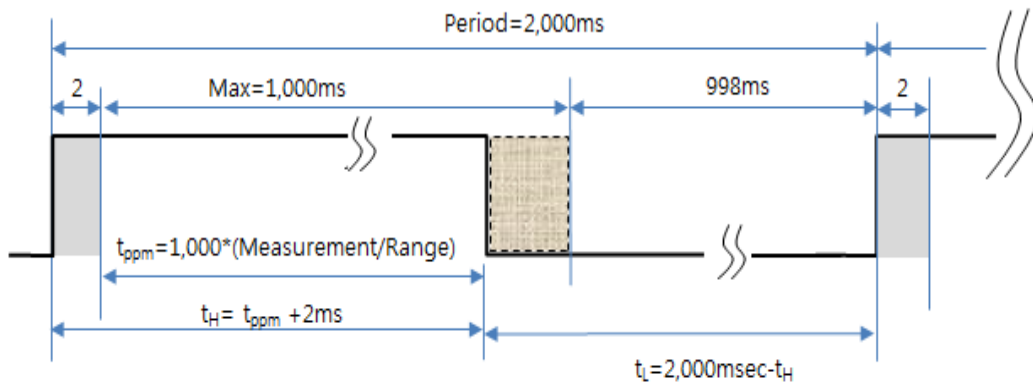 Period=2,000ms
2
Max=1,000ms
998ms
2
tppm=1,000*(Measurement/Range)
tH= tppm +2ms
tL=2,000msec-tH